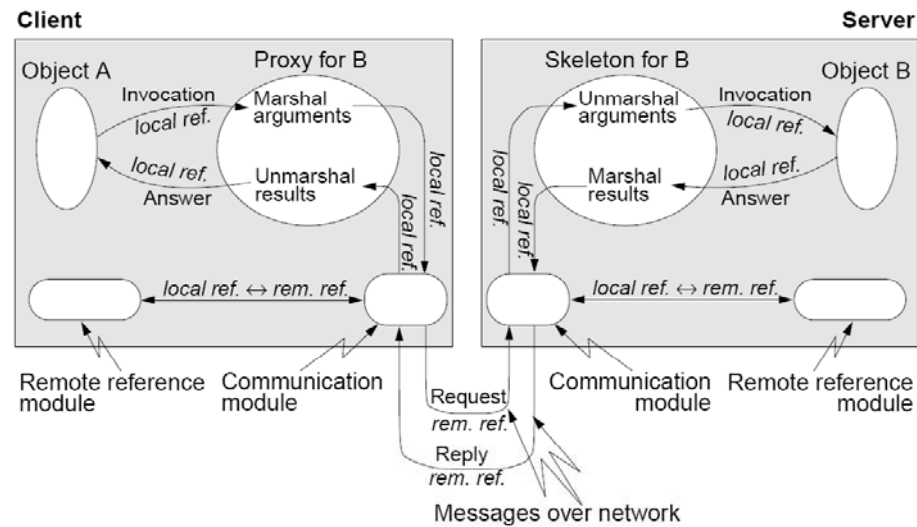 Client
Server
Object A
Proxy for B
Skeleton for B
Object B
Invocation
local ref.
Marshal
arguments
local ref.
Answer
Unmarshal
results
local ref.
local ref.
Unmarshal
arguments
Invocation
local ref.
Marshal
results
local ref.
Answer
local ref.
local ref.
local ref. ↔ rem. ref.
local ref. ↔ rem. ref.
Remote reference
module
Communication
module
Communication
module
Remote reference
module
Request
rem. ref.
Reply
rem. ref.
Messages over network